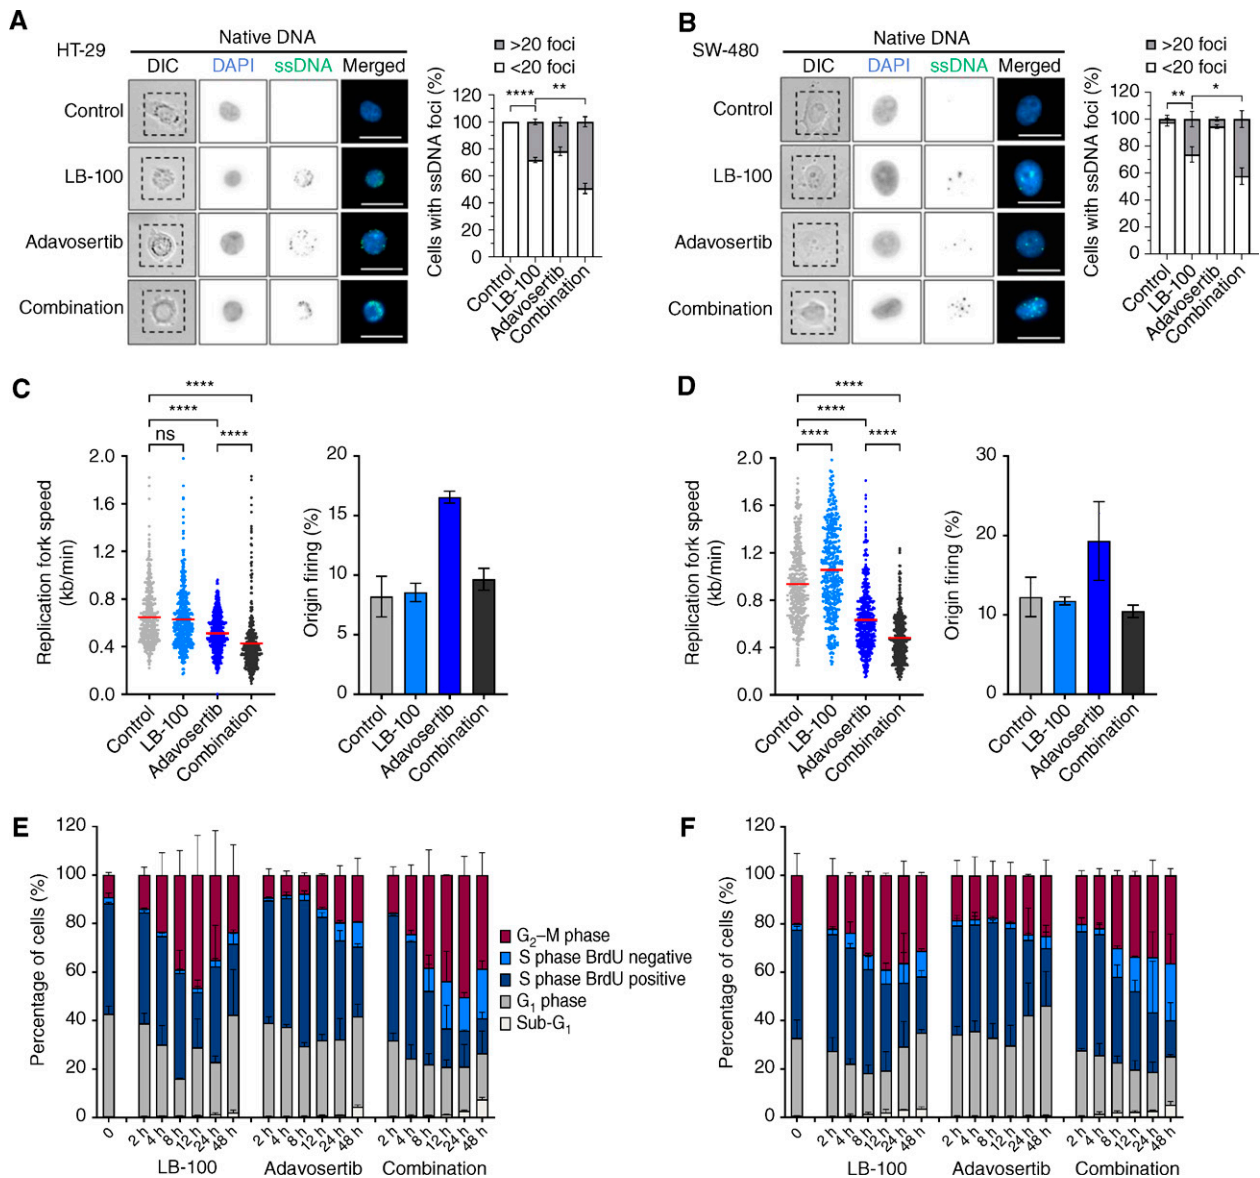 A
HT-29
Native DNA
DIC DAPI ssDNA Merged
Control
LB-100
Adavosertib
Combination
>20 foci
<20 foci
Cells with ssDNA foci (%)
120
100
80
60
40
20
0
**** **
Control
LB-100
Adavosertib
Combination
B
SW-480
Native DNA
DIC DAPI ssDNA Merged
Control
LB-100
Adavosertib
Combination
>20 foci
<20 foci
Cells with ssDNA foci (%)
120
100
80
60
40
20
0
** *
Control
LB-100
Adavosertib
Combination
C
****
****
ns ****
Replication fork speed
(kb/min)
2.0
1.6
1.2
0.8
0.4
0.0
Control
LB-100
Adavosertib
Combination
Origin firing (%)
20
15
10
5
0
Control
LB-100
Adavosertib
Combination
D
****
****
**** ****
Replication fork speed
(kb/min)
2.0
1.6
1.2
0.8
0.4
0.0
Control
LB-100
Adavosertib
Combination
Origin firing (%)
30
20
10
0
Control
LB-100
Adavosertib
Combination
E
Percentage of cells (%)
120
100
80
60
40
20
0
0 2 h 4 h 8 h 12 h 24 h 48 h 2 h 4 h 8 h 12 h 24 h 48 h 2 h 4 h 8 h 12 h 24 h 48 h
LB-100 Adavosertib Combination
G2–M phase
S phase BrdU negative
S phase BrdU positive
G1 phase
Sub-G1
F
Percentage of cells (%)
120
100
80
60
40
20
0
0 2 h 4 h 8 h 12 h 24 h 48 h 2 h 4 h 8 h 12 h 24 h 48 h 2 h 4 h 8 h 12 h 24 h 48 h
LB-100 Adavosertib Combination